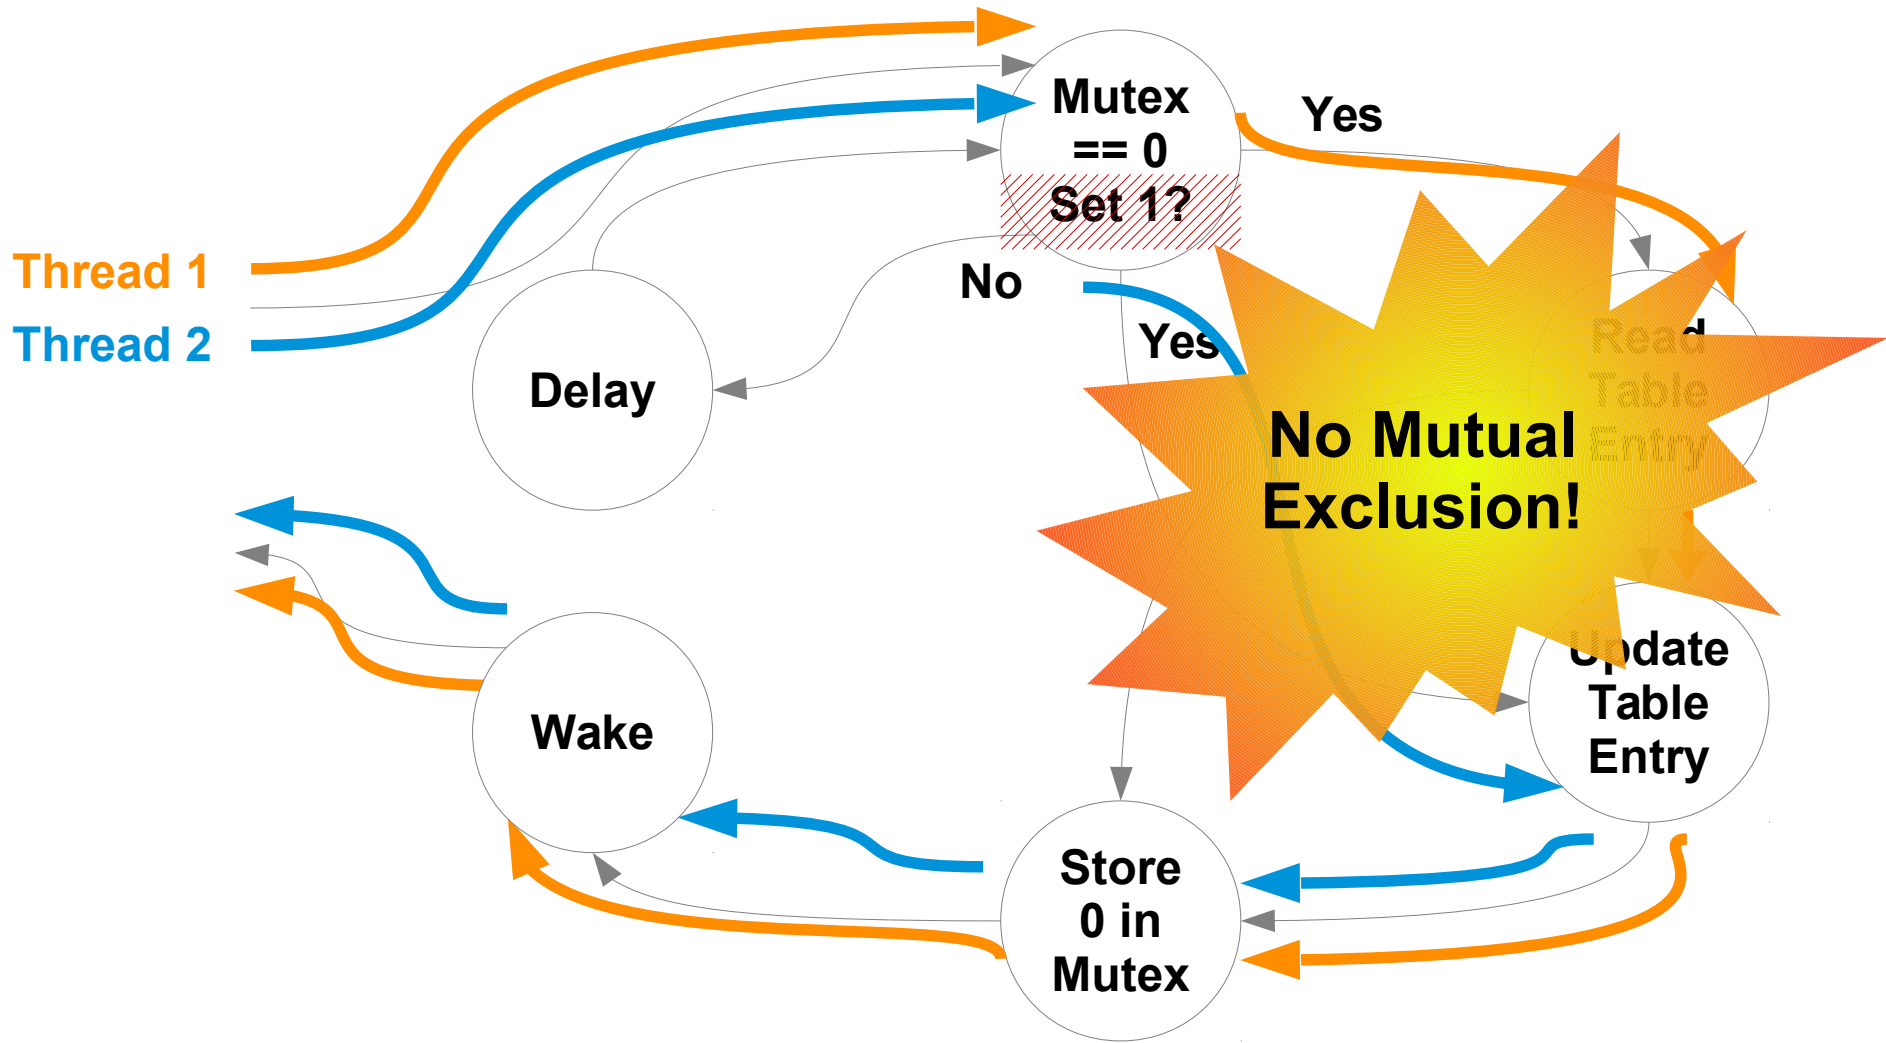 Mutex
== 0
Set 1?
Yes
Thread 1
Thread 2
No
Yes
Delay
Read
Table
Entry
No Mutual
Exclusion!
Update
Table
Entry
Wake
Store
0 in
Mutex